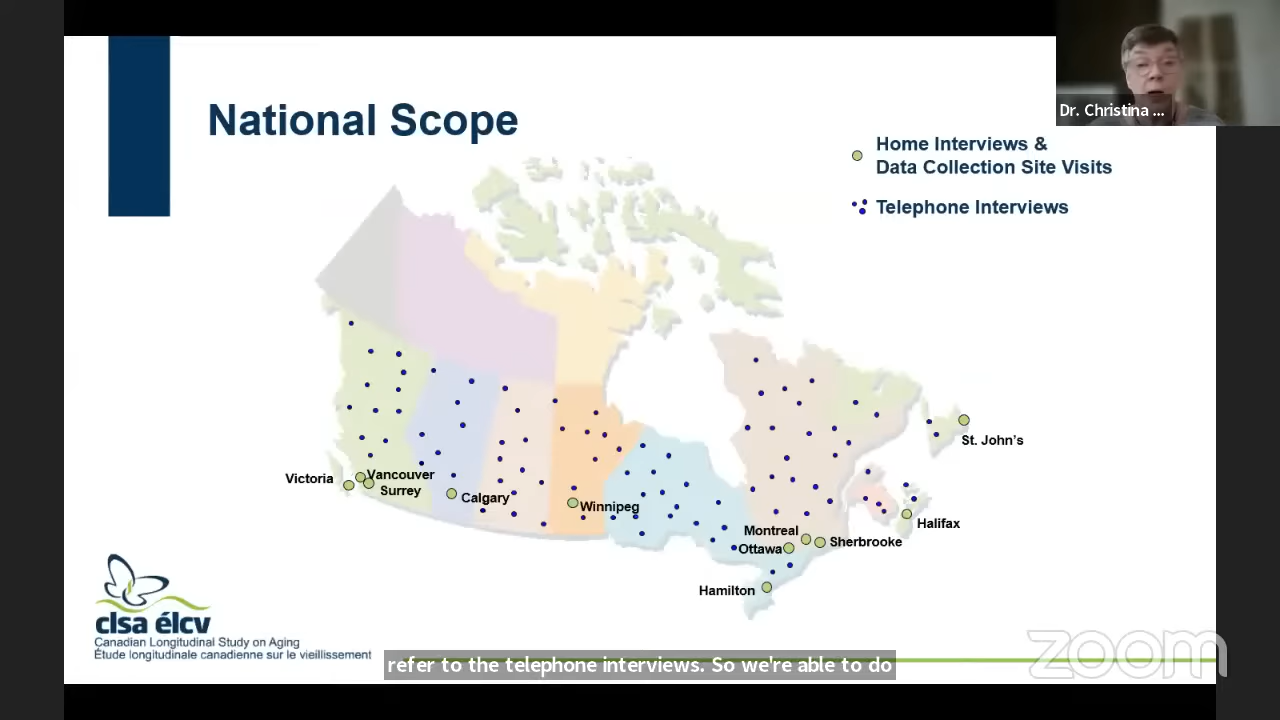 National Scope
Dr. Christina ...
Home Interviews &
Data Collection Site Visits
Telephone Interviews
St. John's
Victoria
Vancouver
Surrey
Calgary
Winnipeg
Halifax
Montreal
Ottawa
Sherbrooke
Hamilton
clsa élcv
Canadian Longitudinal Study on Aging
Étude longitudinale canadienne sur le vieillissement
refer to the telephone interviews. So we're able to do
zoom